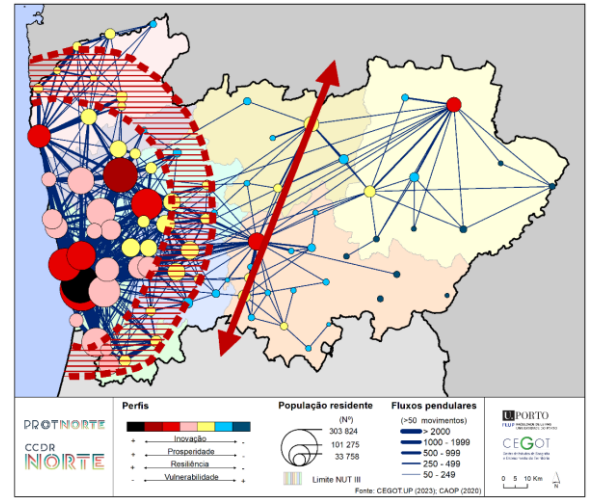 PROTNORTE
CCDR
NORTE
Perfis
+ Inovação -
+ Prosperidade -
+ Resiliência -
- Vulnerabilidade +
População residente
(Nº)
303 824
101 275
33 758
Limite NUT III
Fluxos pendulares
(>50 movimentos)
> 2000
1000 - 1999
500 - 999
250 - 499
50 - 249
U.PORTO
CEGOT
0 5 10 Km
N
Fonte: CEGOT.UP (2023); CAOP (2020)